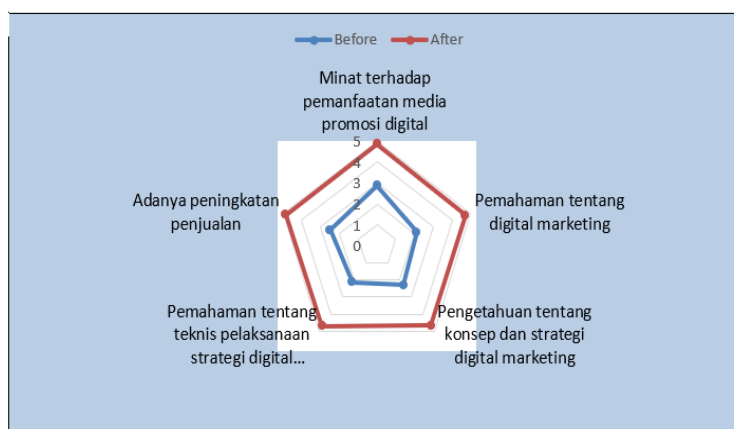 Before After
Minat terhadap
pemanfaatan media
promosi digital
5
4
3
2
1
0
Adanya peningkatan
penjualan
Pemahaman tentang
digital marketing
Pemahaman tentang
teknis pelaksanaan
strategi digital...
Pengetahuan tentang
konsep dan strategi
digital marketing